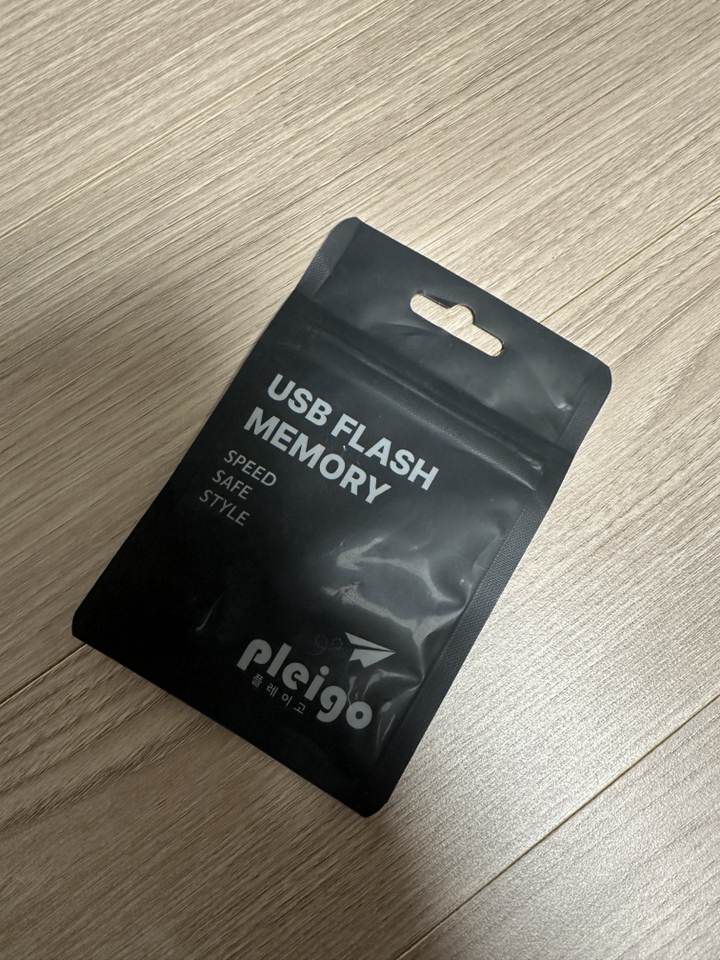 USB FLASH
MEMORY
SPEED
SAFE
STYLE
pleigo
플레이고